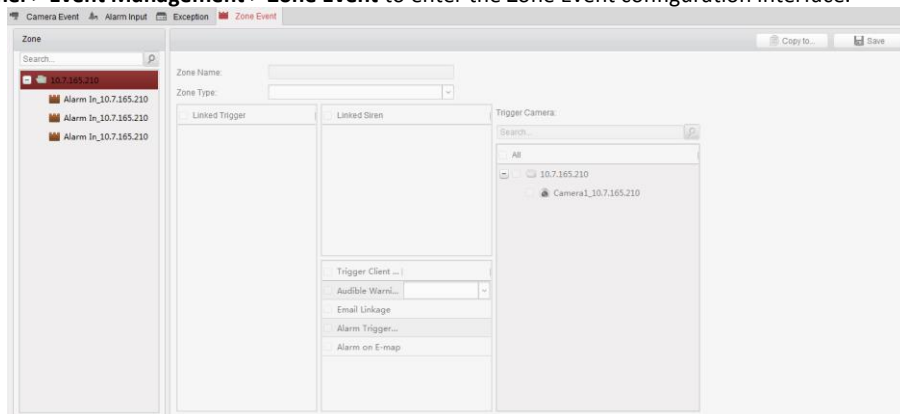 Event Management > Zone Event to enter the Zone Event configuration interface.
Camera Event Alarm Input Exception Zone Event
Zone
Copy to... Save
Search...
10.7.165.210
Alarm In_10.7.165.210
Alarm In_10.7.165.210
Alarm In_10.7.165.210
Zone Name:
Zone Type:
Linked Trigger
Linked Siren
Trigger Client ...
Audible Warni...
Email Linkage
Alarm Trigger...
Alarm on E-map
Trigger Camera:
Search...
All
10.7.165.210
Camera1_10.7.165.210